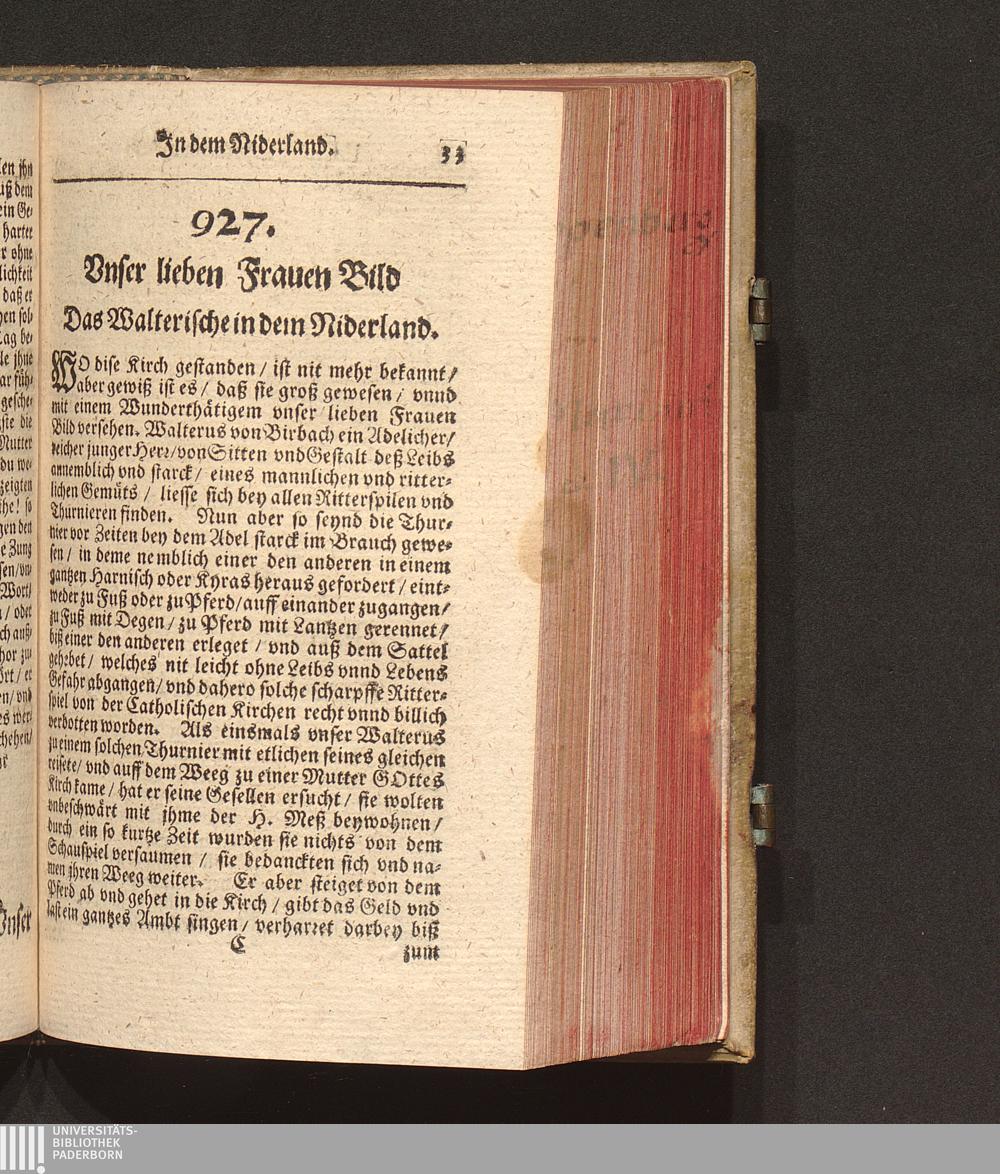 In dem Niderland. 33
927.
Vnser lieben Frauen Bild
Das Walterische in dem Niderland.
WO dise Kirch gestanden / ist nit mehr bekannt /
aber gewiß ist es / daß sie groß gewesen / vnnd
mit einem Wunderthätigem vnser lieben Frauen
Bild versehen. Walterus von Birbach ein Adelicher /
reicher junger Herr / von Sitten vnd Gestalt deß Leibs
annemblich vnd starck / eines mannlichen vnd ritter-
lichen Gemüts / liesse sich bey allen Ritterspilen vnd
Thurnieren finden. Nun aber so seynd die Thur-
nier vor Zeiten bey dem Adel starck im Brauch gewe-
sen / in deme nemblich einer den anderen in einem
gantzen Harnisch oder Kyras heraus gefordert / eint-
weder zu Fuß oder zu Pferd / auff einander zugangen /
zu Fuß mit Degen / zu Pferd mit Lantzen gerennet /
biß einer den anderen erleget / vnd auß dem Sattel
gehebet / welches nit leicht ohne Leibs vnnd Lebens
Gefahr abgangen / vnd dahero solche scharpffe Ritter-
spiel von der Catholischen Kirchen recht vnnd billich
verbotten worden. Als einsmals vnser Walterus
zu einem solchen Thurnier mit etlichen seines gleichen
reisete / vnd auff dem Weeg zu einer Mutter GOttes
Kirch kame / hat er seine Gesellen ersucht / sie wolten
vnbeschwärt mit jhme der H. Meß beywohnen /
durch ein so kurtze Zeit wurden sie nichts von dem
Schauspiel versaumen / sie bedanckten sich vnd na-
men jhren Weeg weiter. Er aber steiget von dem
Pferd ab vnd gehet in die Kirch / gibt das Geld vnd
last ein gantzes Ambt singen / verharret darbey biß
C zum
UNIVERSITÄTS-
BIBLIOTHEK
PADERBORN